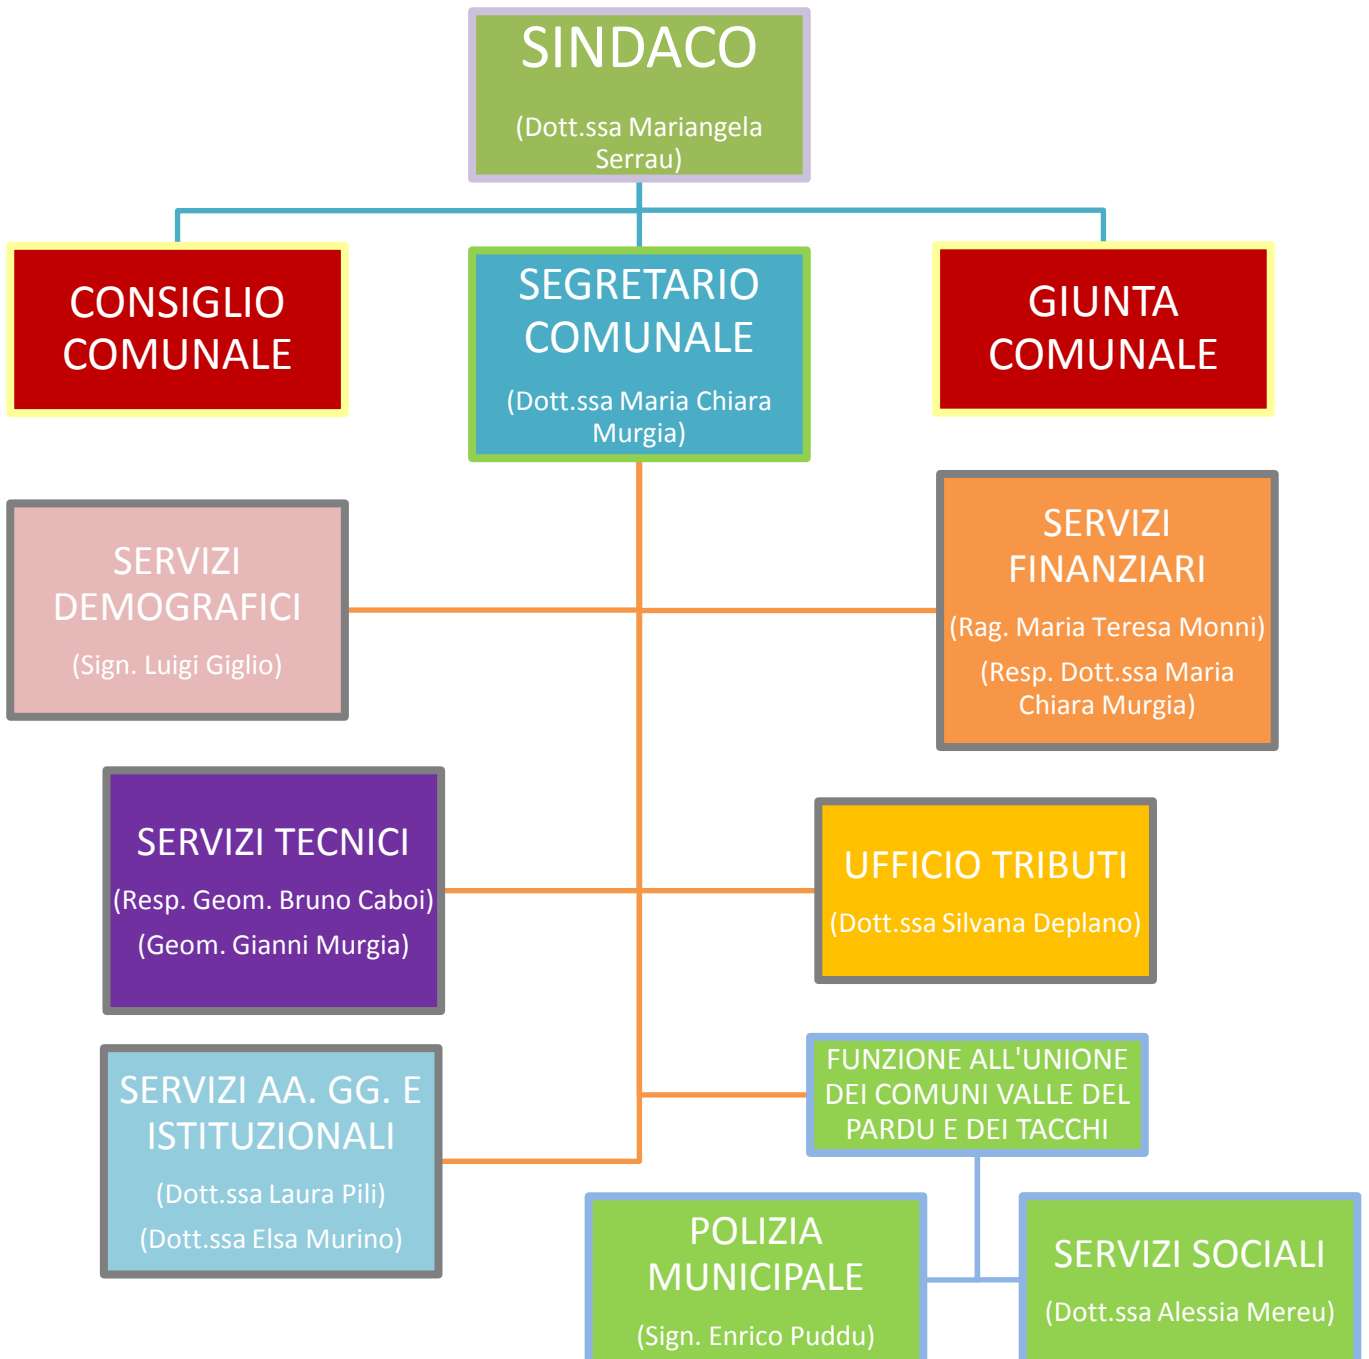 SINDACO
(Dott.ssa Mariangela
Serrau)
CONSIGLIO
COMUNALE
SEGRETARIO
COMUNALE
(Dott.ssa Maria Chiara
Murgia)
GIUNTA
COMUNALE
SERVIZI
DEMOGRAFICI
(Sign. Luigi Giglio)
SERVIZI
FINANZIARI
(Rag. Maria Teresa Monni)
(Resp. Dott.ssa Maria
Chiara Murgia)
SERVIZI TECNICI
(Resp. Geom. Bruno Caboi)
(Geom. Gianni Murgia)
UFFICIO TRIBUTI
(Dott.ssa Silvana Deplano)
SERVIZI AA. GG. E
ISTITUZIONALI
(Dott.ssa Laura Pili)
(Dott.ssa Elsa Murino)
FUNZIONE ALL'UNIONE
DEI COMUNI VALLE DEL
PARDU E DEI TACCHI
POLIZIA
MUNICIPALE
(Sign. Enrico Puddu)
SERVIZI SOCIALI
(Dott.ssa Alessia Mereu)